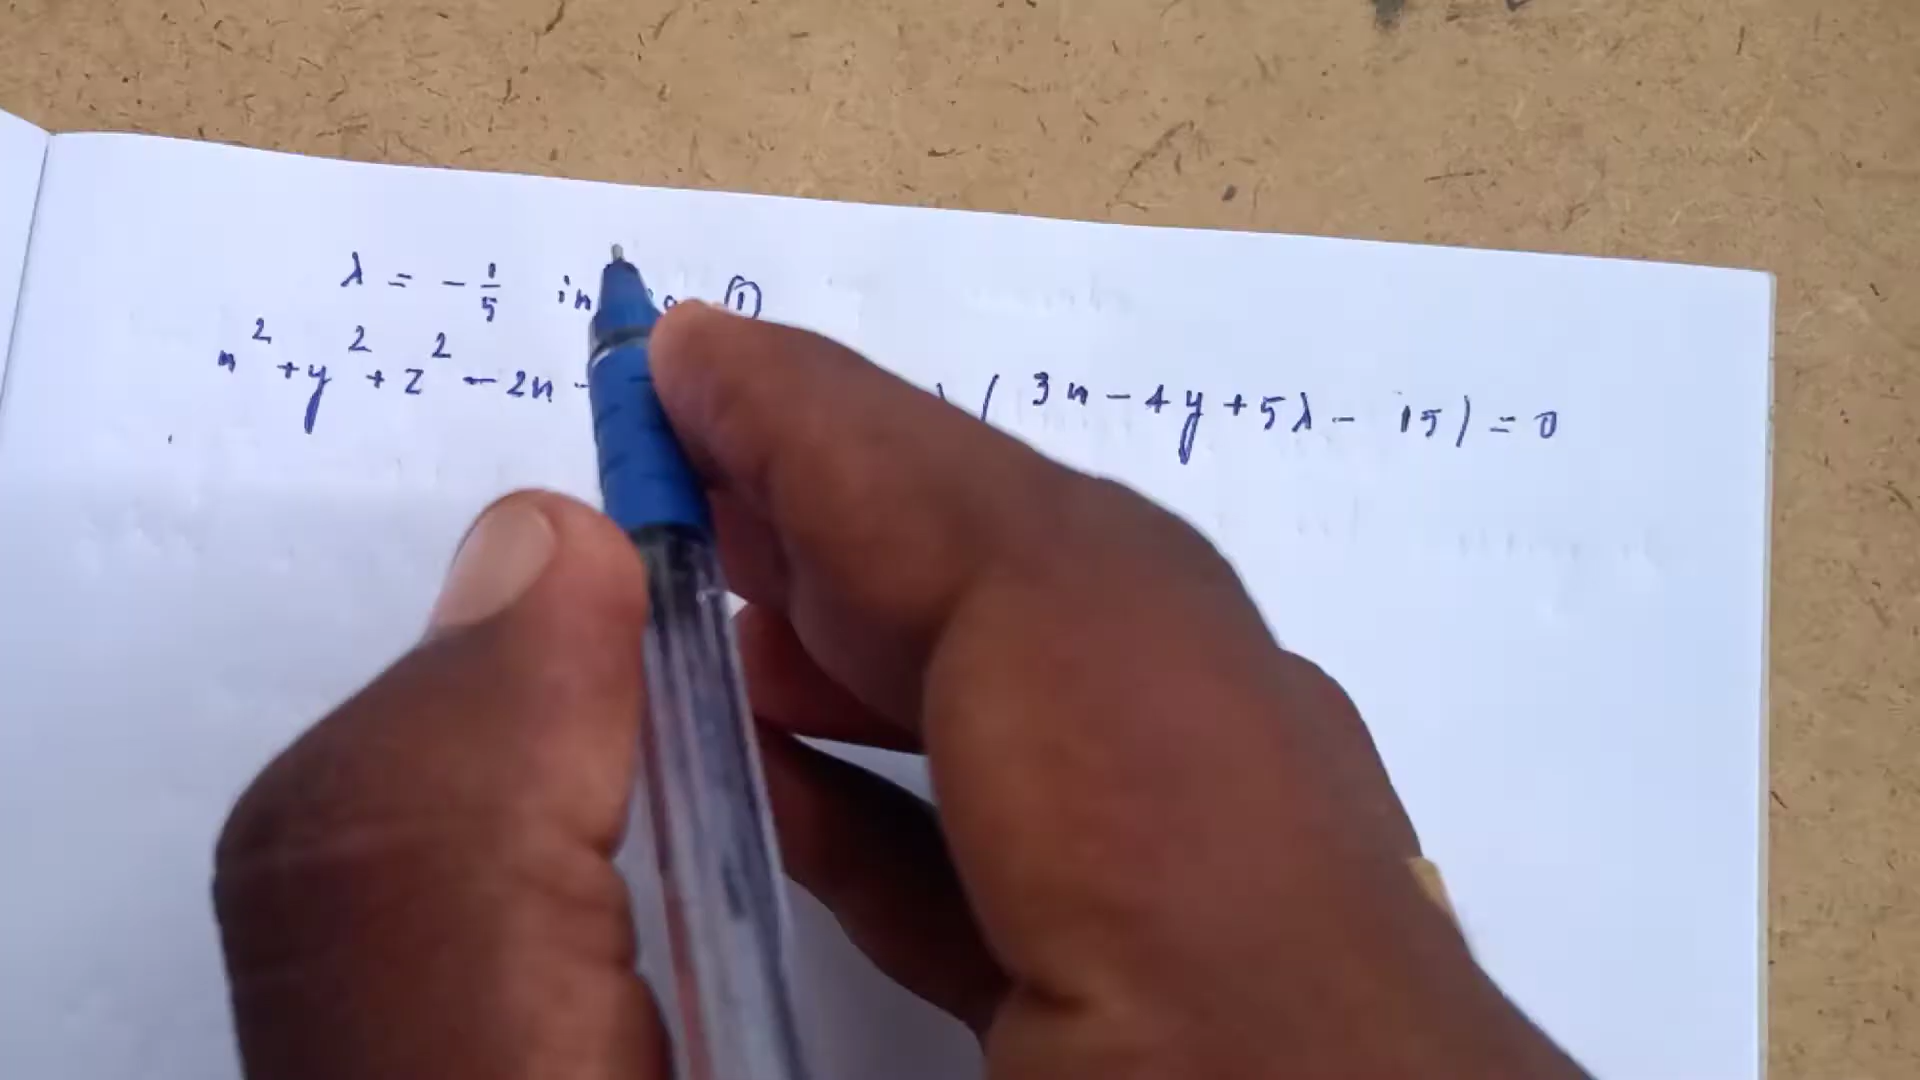 λ = - 1/5 in ①
x² + y² + z² - 2x - λ ( 3x - 4y + 5λ - 15) = 0